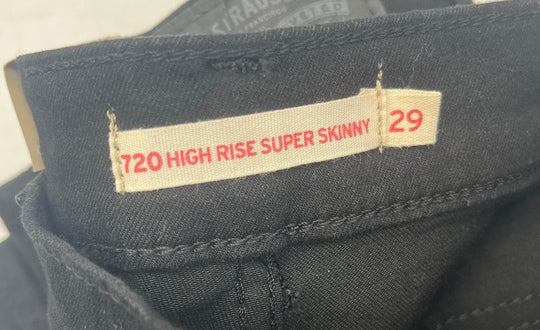 720 HIGH RISE SUPER SKINNY 29